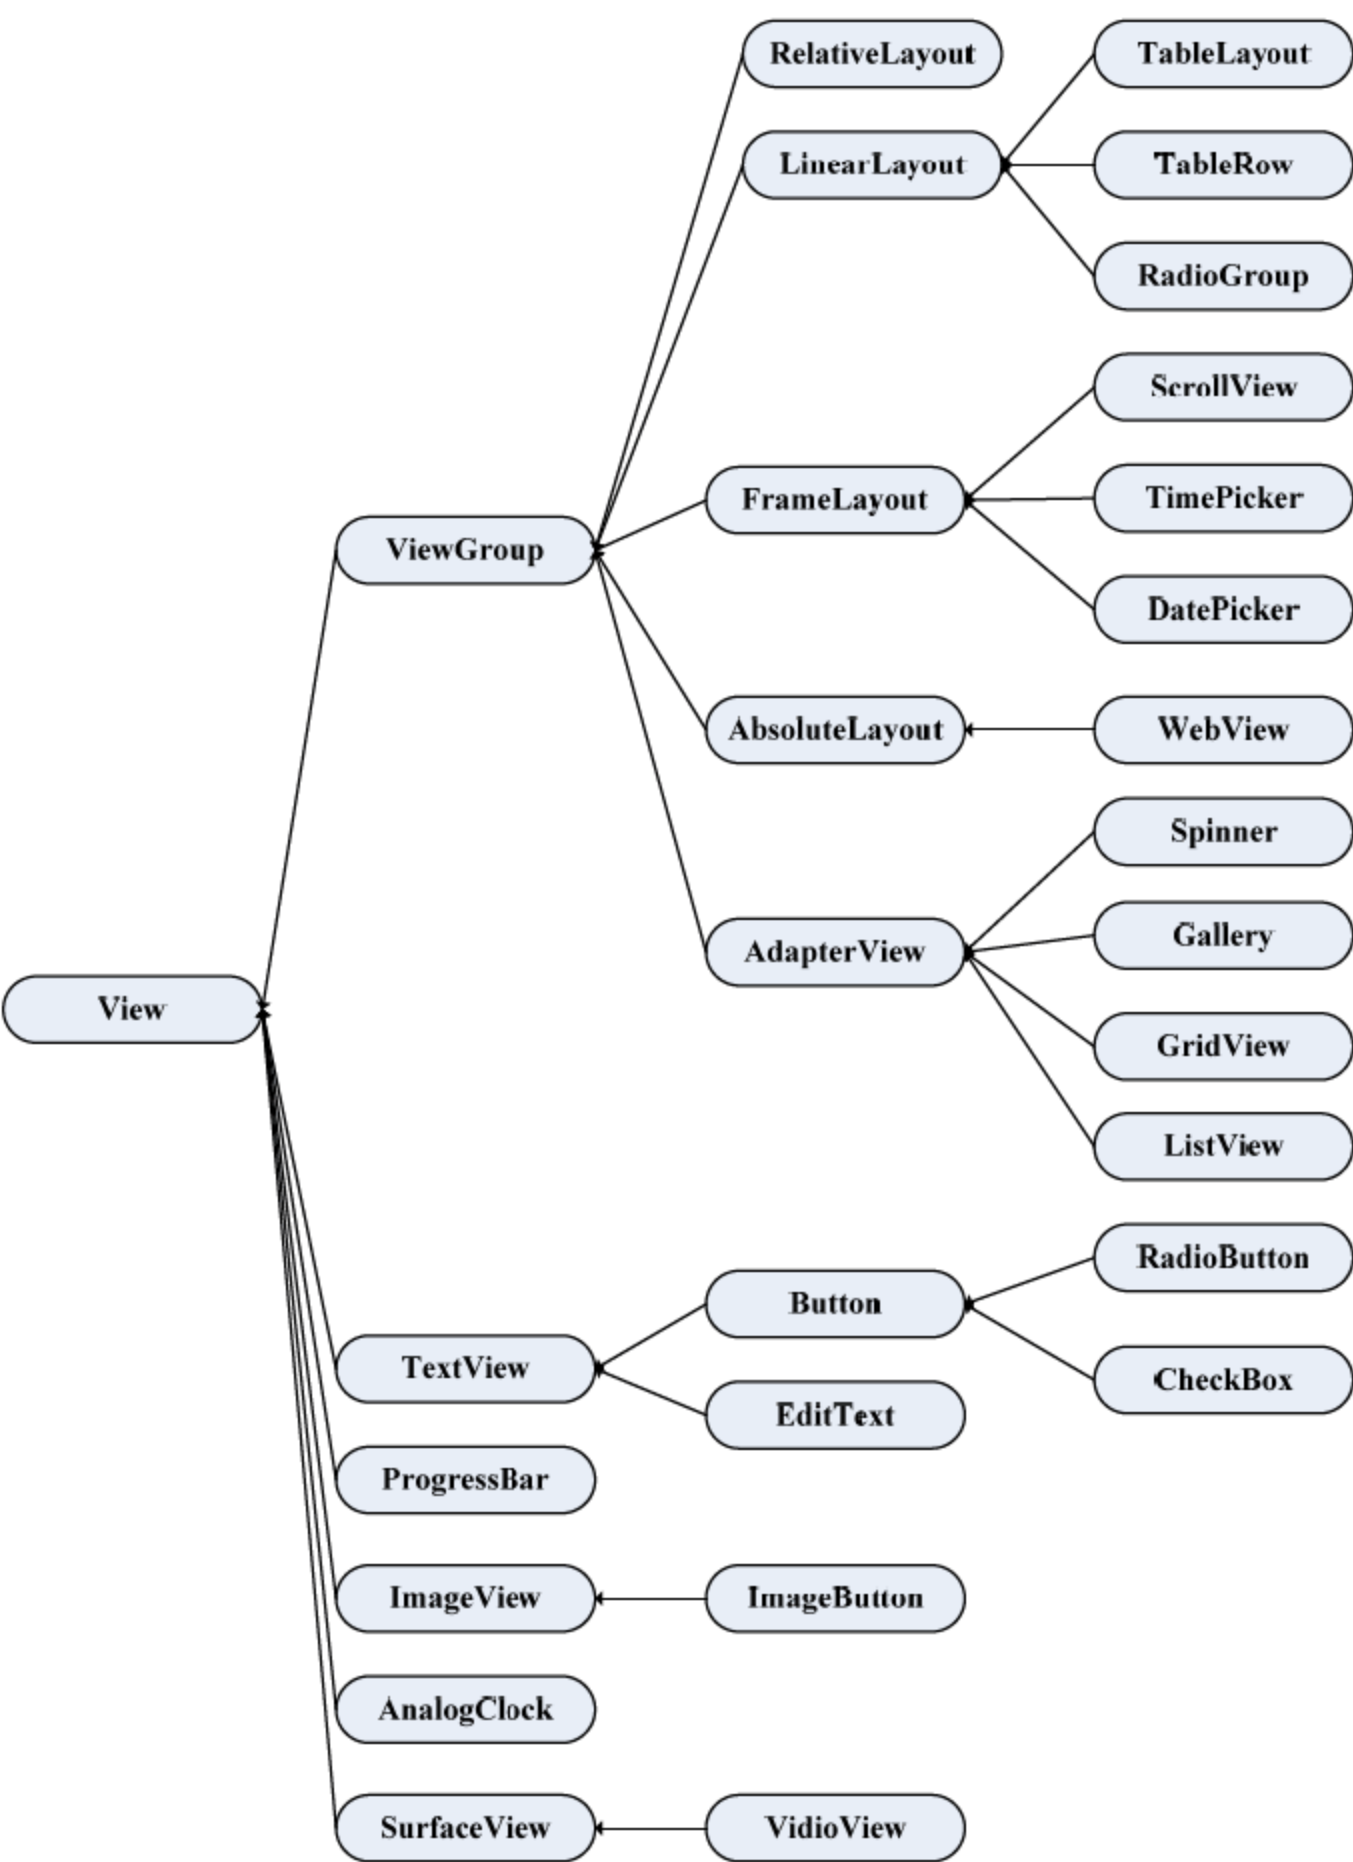 RelativeLayout
TableLayout
LinearLayout
TableRow
RadioGroup
ScrollView
FrameLayout
TimePicker
ViewGroup
DatePicker
AbsoluteLayout
WebView
Spinner
Gallery
AdapterView
View
GridView
ListView
RadioButton
Button
TextView
CheckBox
EditText
ProgressBar
ImageView
ImageButton
AnalogClock
SurfaceView
VidioView